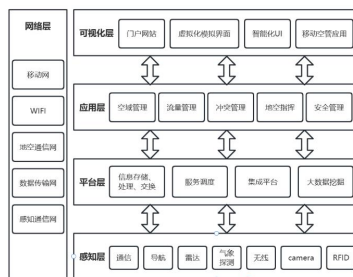 网络层
移动网
WIFI
地空通信网
数据传输网
感知通信网
可视化层
门户网站
虚拟化模拟界面
智能化UI
移动空管应用
应用层
空域管理
流量管理
冲突管理
地空指挥
安全管理
平台层
信息存储、
处理、交换
服务调度
集成平台
大数据挖掘
感知层
通信
导航
雷达
气象
探测
无线
camera
RFID